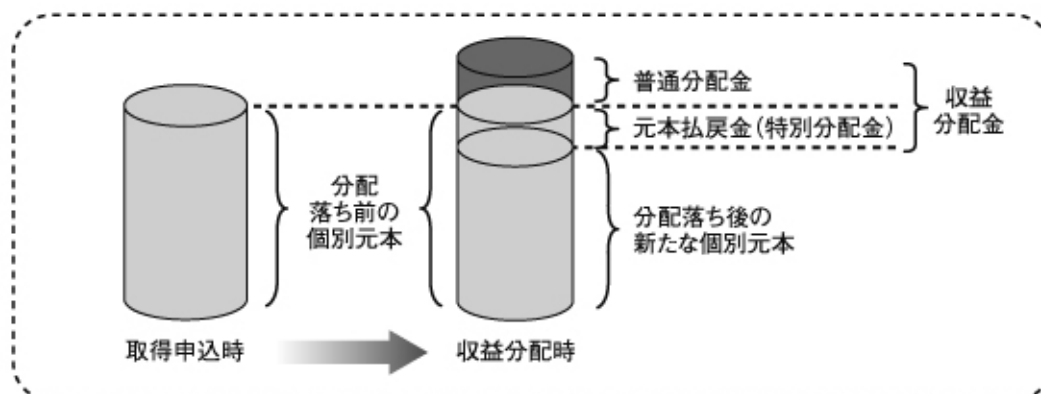 普通分配金
元本払戻金(特別分配金)
収益
分配金
分配
落ち前の
個別元本
分配落ち後の
新たな個別元本
取得申込時
収益分配時